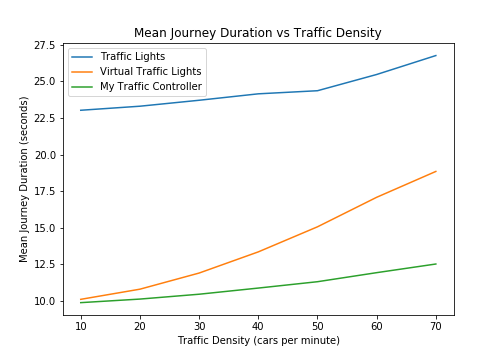 Mean Journey Duration vs Traffic Density
27.5
25.0
22.5
20.0
17.5
15.0
12.5
10.0
Mean Journey Duration (seconds)
Traffic Lights
Virtual Traffic Lights
My Traffic Controller
10 20 30 40 50 60 70
Traffic Density (cars per minute)